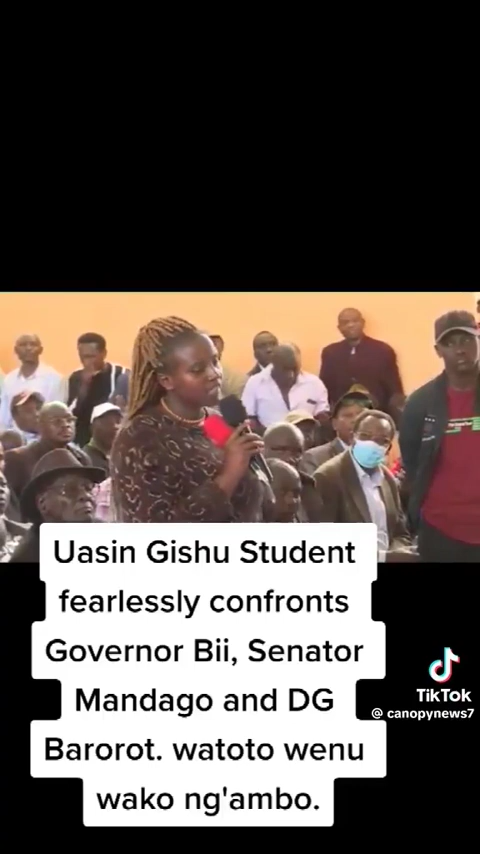 Uasin Gishu Student
fearlessly confronts
Governor Bii, Senator
Mandago and DG
Barorot. watoto wenu
wako ng'ambo.
TikTok
@ canopynews7